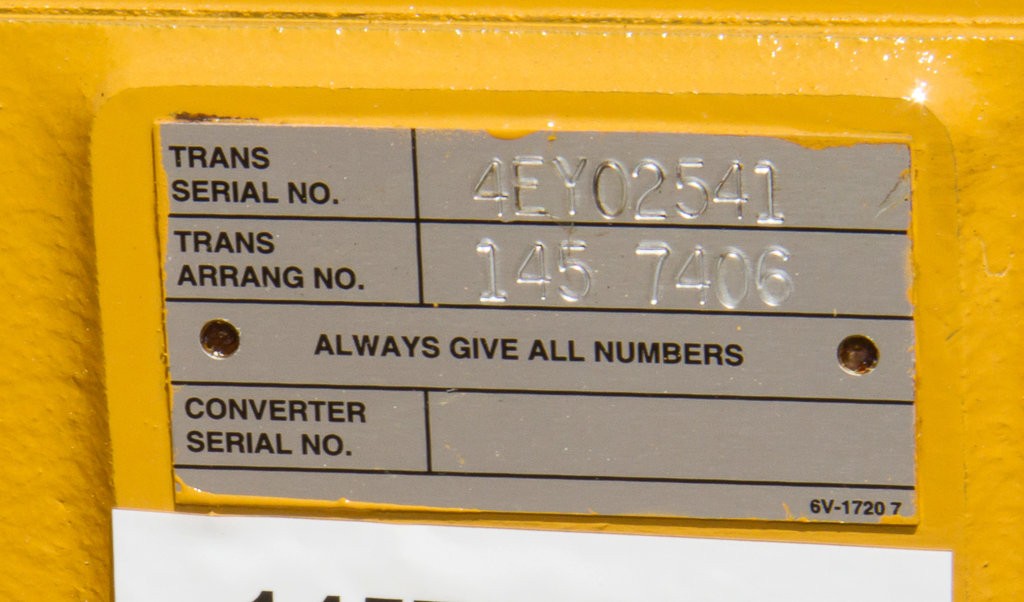 TRANS
SERIAL NO.
4EY02541
TRANS
ARRANG NO.
145 7406
ALWAYS GIVE ALL NUMBERS
CONVERTER
SERIAL NO.
6V-1720 7